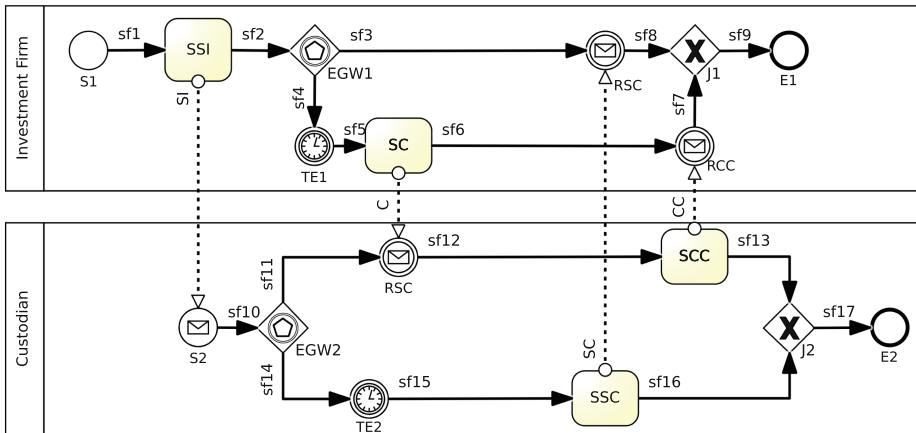 Investment Firm
S1
sf1
SSI
SI
sf2
EGW1
sf3
sf4
TE1
sf5
SC
C
sf6
RSC
sf8
J1
sf9
E1
sf7
RCC
CC
Custodian
S2
sf10
EGW2
sf11
RSC
sf12
SCC
sf13
sf14
TE2
sf15
SC
SSC
sf16
J2
sf17
E2